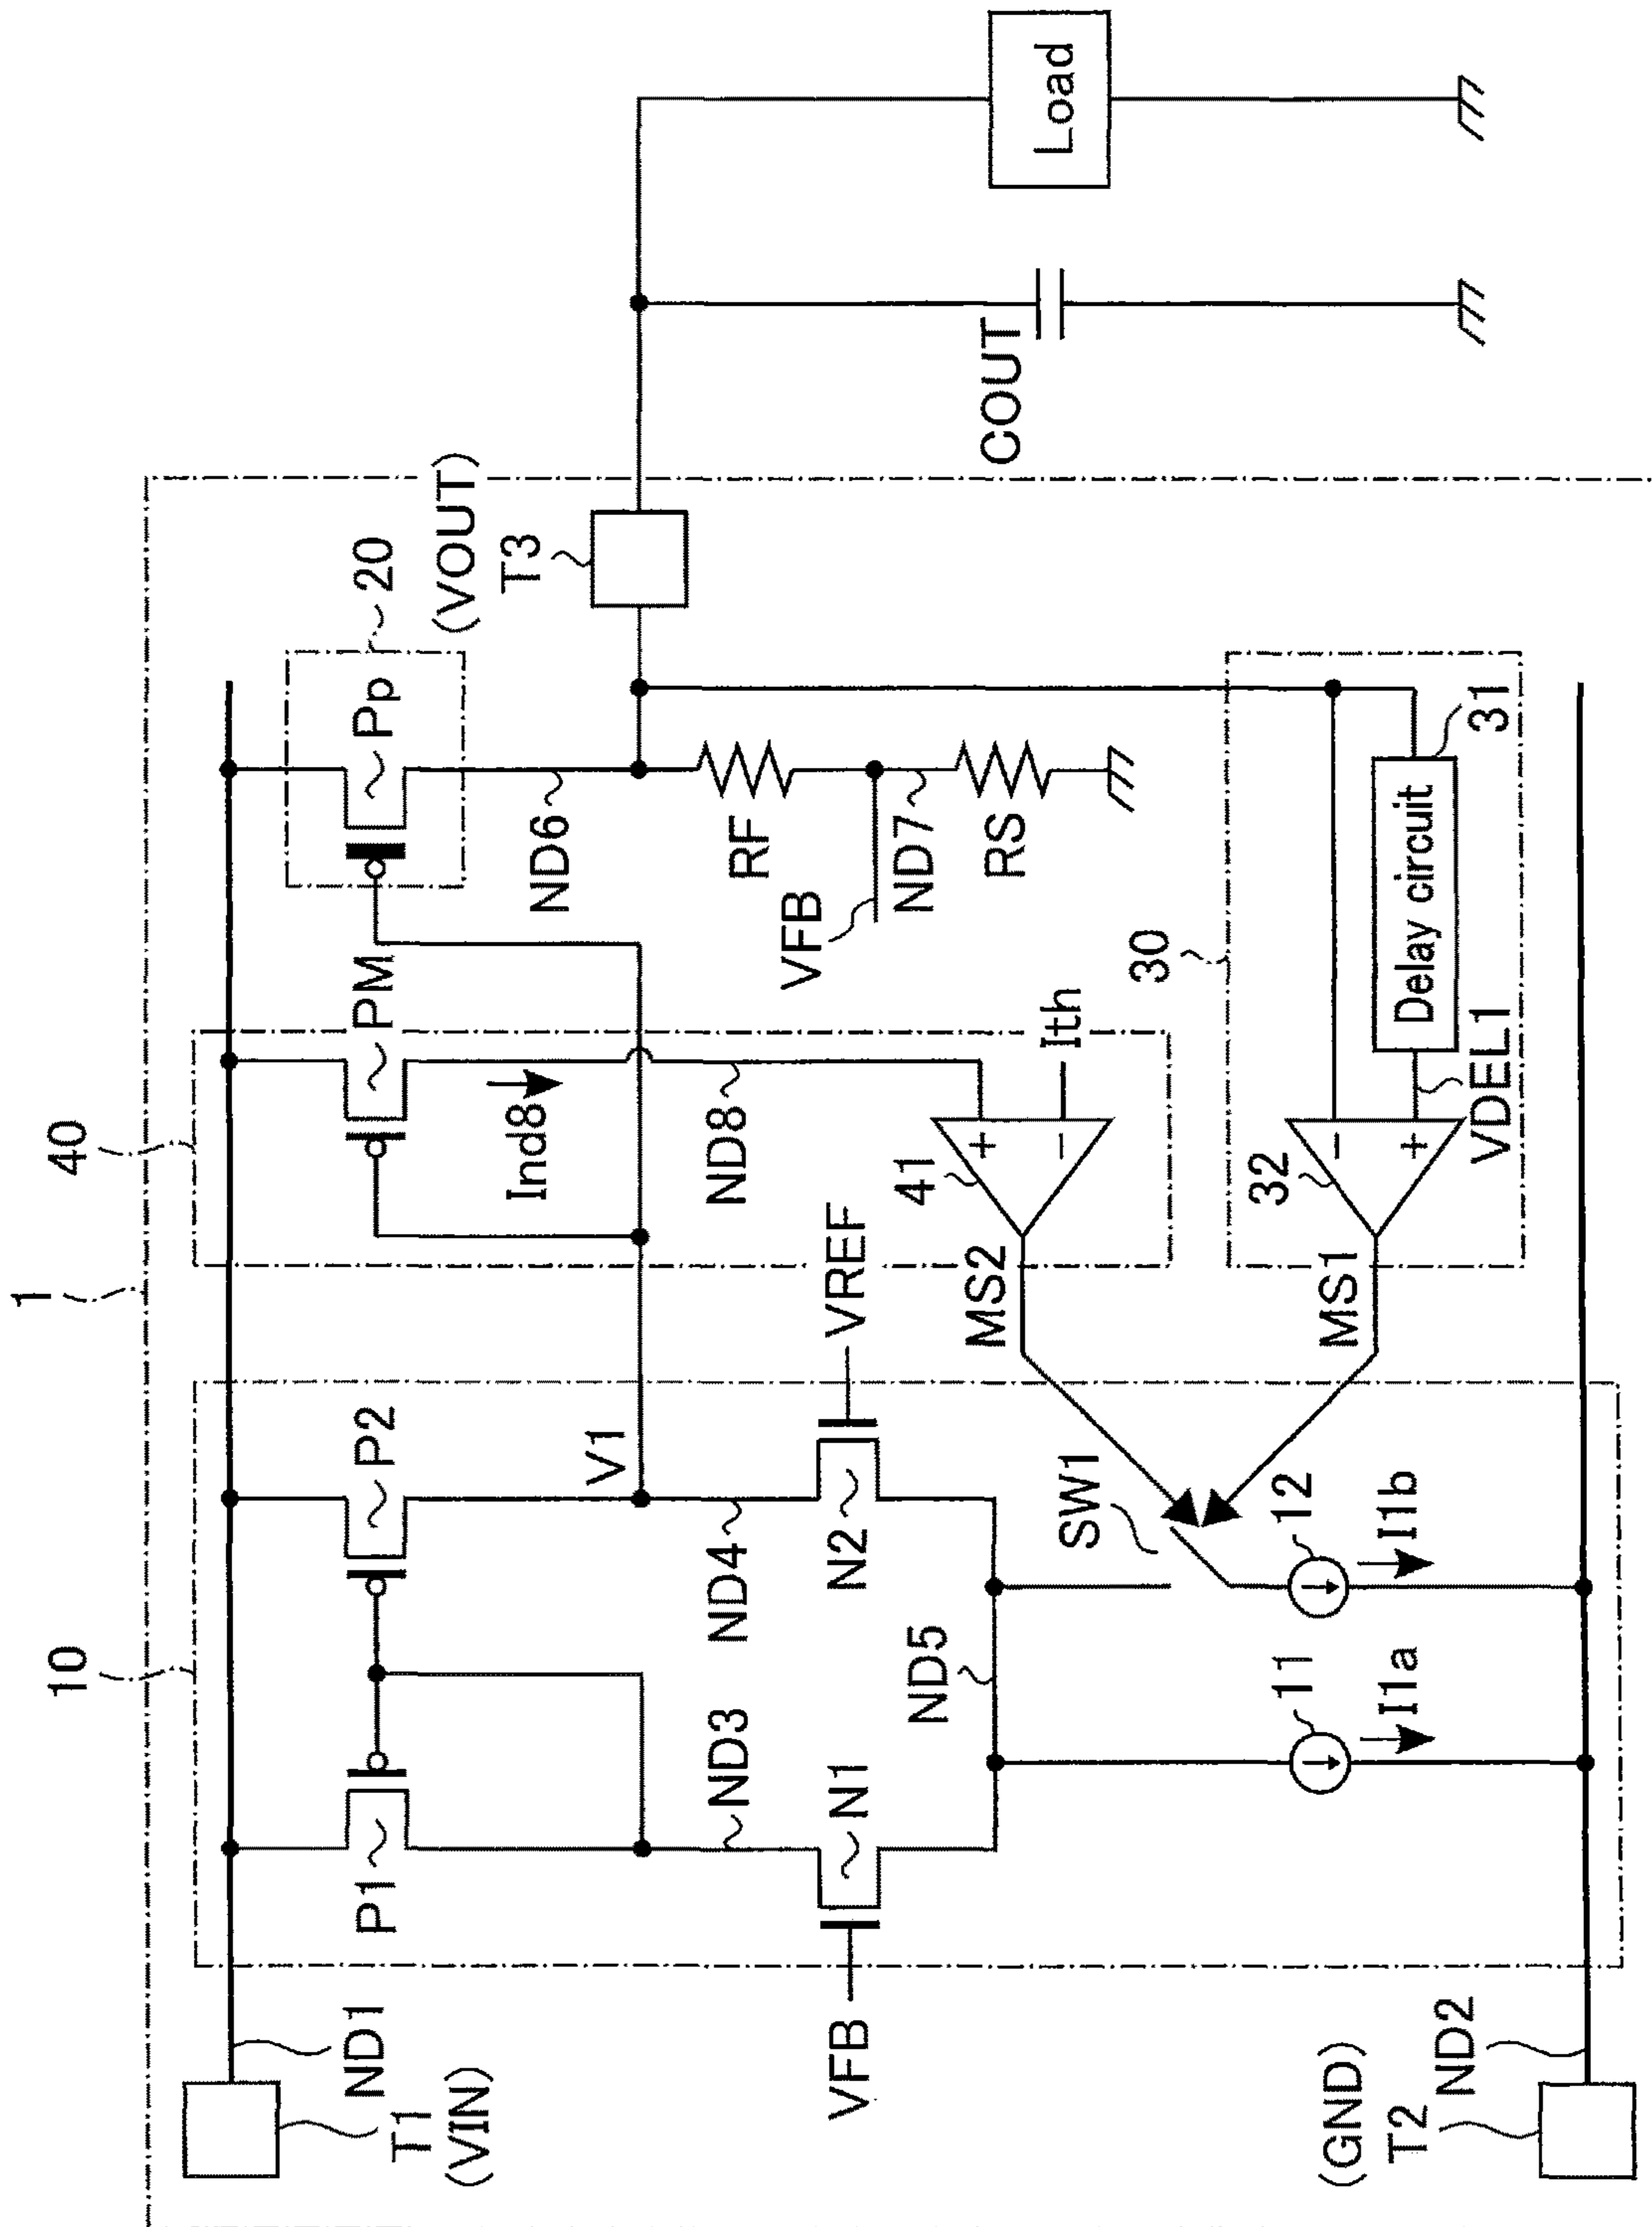 1
10
40
T1
(VIN)
ND1
P1
P2
PM
Pp
20
(VOUT)
T3
ND3
ND4
V1
Ind8
ND8
ND6
RF
VFB
ND7
RS
VFB
N1
N2
VREF
ND5
SW1
MS2
41
+
−
Ith
MS1
30
32
−
+
VDEL1
Delay circuit
31
11
I1a
12
I1b
(GND)
T2
ND2
COUT
Load